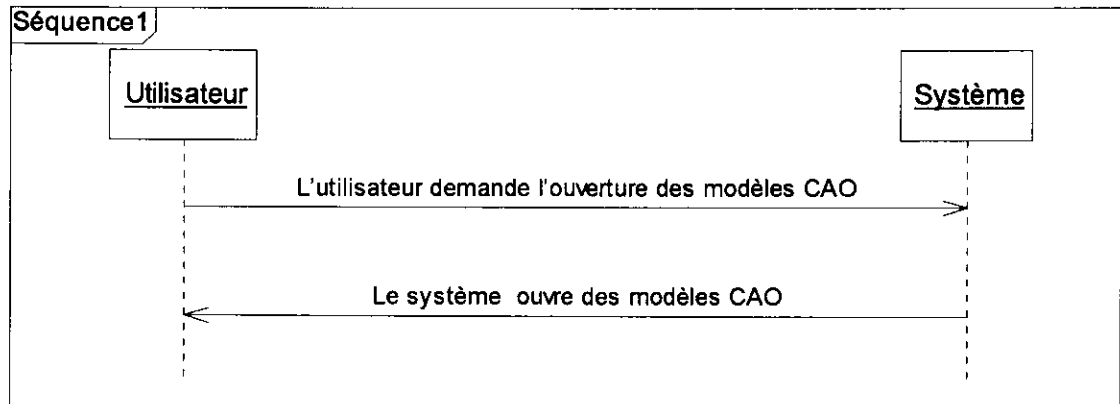 Séquence1
Utilisateur
Système
L'utilisateur demande l'ouverture des modèles CAO
Le système ouvre des modèles CAO